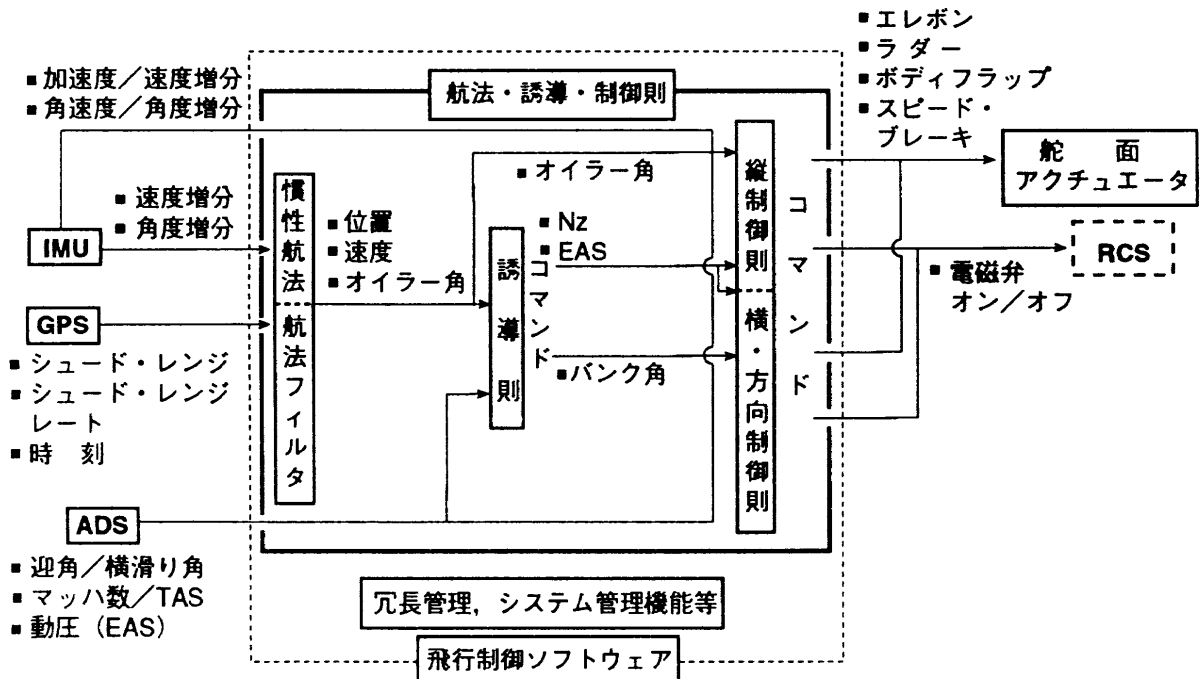 ■ エレボン
■ ラダー
■ ボディフラップ
■ スピード・
ブレーキ
■ 加速度／速度増分
■ 角速度／角度増分
航法・誘導・制御則
舵　面
アクチュエータ
■ オイラー角
■ 速度増分
■ 角度増分
IMU
慣性航法
航法フィルタ
■ 位置
■ 速度
■ オイラー角
誘導則
コマンド
■ Nz
■ EAS
■ バンク角
縦制御則
横・方向制御則
コマンド
RCS
■ 電磁弁
オン／オフ
GPS
■ シュード・レンジ
■ シュード・レンジ
レート
■ 時　刻
ADS
■ 迎角／横滑り角
■ マッハ数／TAS
■ 動圧（EAS）
冗長管理，システム管理機能等
飛行制御ソフトウェア